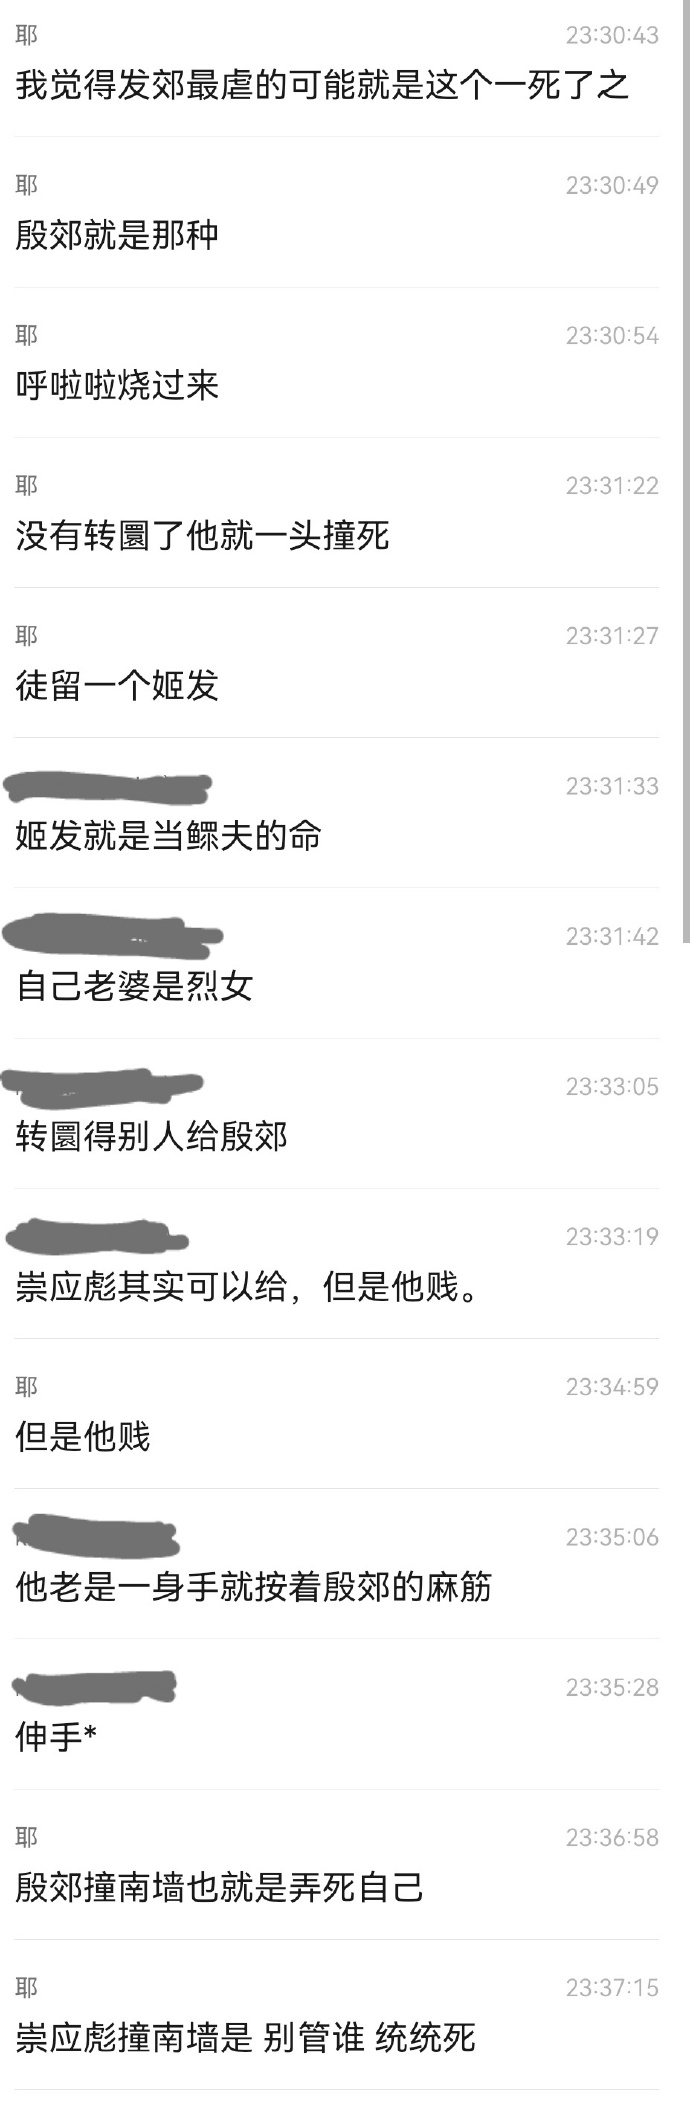 耶 23:30:43
我觉得发郊最虐的可能就是这个一死了之
耶 23:30:49
殷郊就是那种
耶 23:30:54
呼啦啦烧过来
耶 23:31:22
没有转圜了他就一头撞死
耶 23:31:27
徒留一个姬发
23:31:33
姬发就是当鳏夫的命
23:31:42
自己老婆是烈女
23:33:05
转圜得别人给殷郊
23:33:19
崇应彪其实可以给，但是他贱。
耶 23:34:59
但是他贱
23:35:06
他老是一身手就按着殷郊的麻筋
23:35:28
伸手*
耶 23:36:58
殷郊撞南墙也就是弄死自己
耶 23:37:15
崇应彪撞南墙是 别管谁 统统死